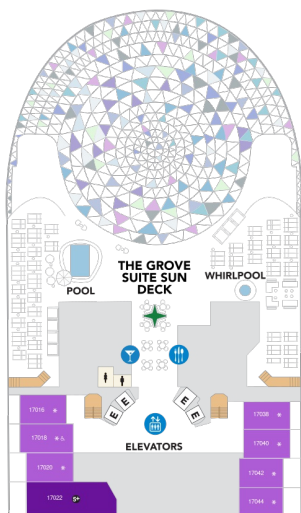 THE GROVE
SUITE SUN
DECK
POOL
WHIRLPOOL
E E
E E
ELEVATORS
17016
17018
17020
17022 S+
17038
17040
17042
17044